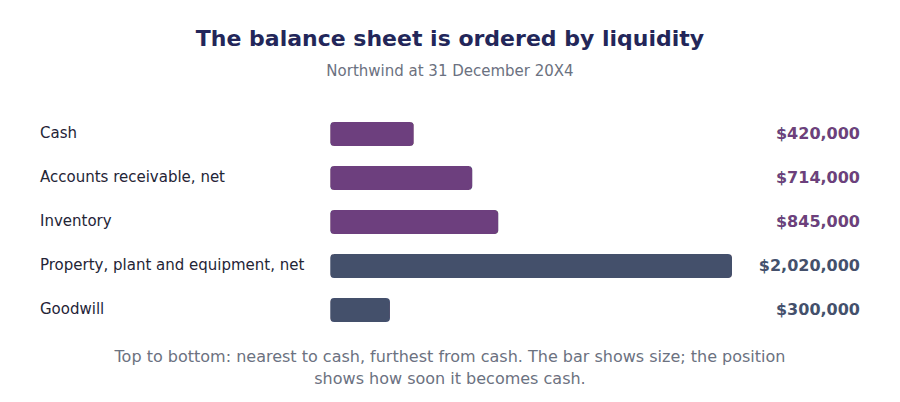 The balance sheet is ordered by liquidity
Northwind at 31 December 20X4
Cash $420,000
Accounts receivable, net $714,000
Inventory $845,000
Property, plant and equipment, net $2,020,000
Goodwill $300,000
Top to bottom: nearest to cash, furthest from cash. The bar shows size; the position
shows how soon it becomes cash.